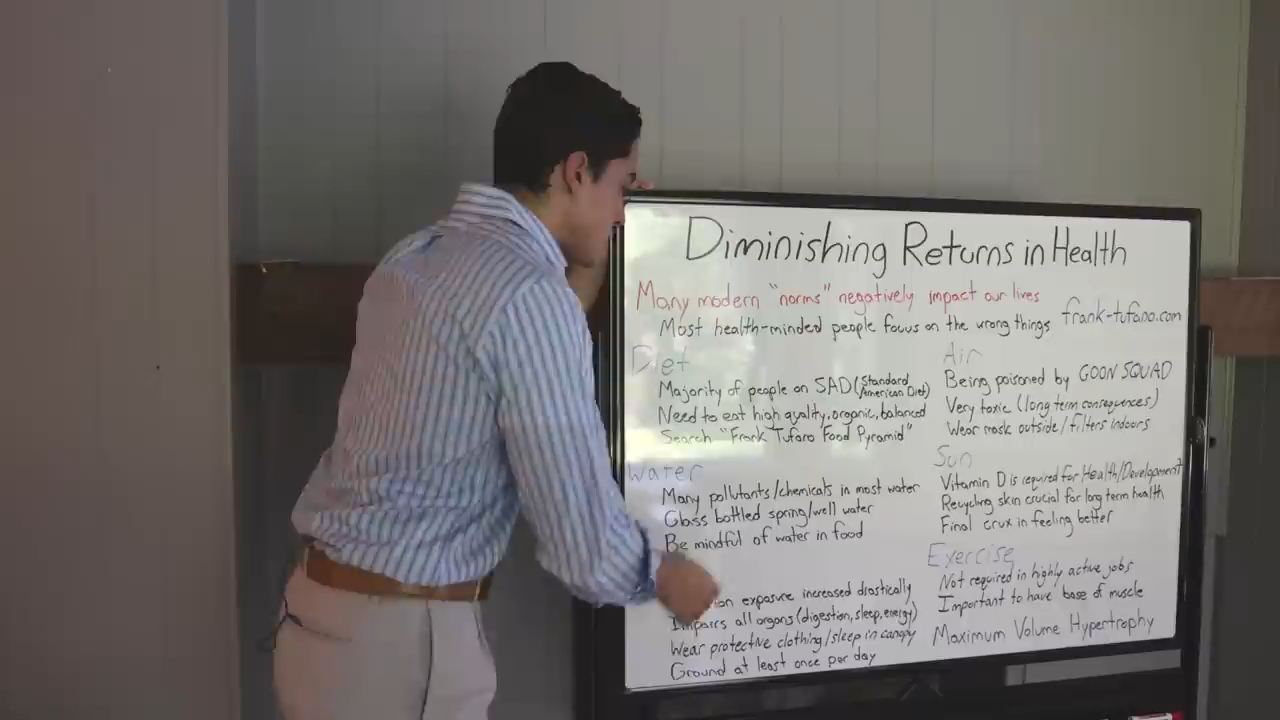 Diminishing Returns in Health
Many modern "norms" negatively impact our lives
Most health-minded people focus on the wrong things
frank-tufano.com
Diet
Majority of people on SAD (Standard American Diet)
Need to eat high quality, organic, balanced
Search "Frank Tufano Food Pyramid"
Water
Many pollutants/chemicals in most water
Glass bottled spring/well water
Be mindful of water in food
exposure increased drastically
Impairs all organs (digestion, sleep, energy)
Wear protective clothing/sleep in canopy
Ground at least once per day
Air
Being poisoned by GOON SQUAD
Very toxic (long term consequences)
Wear mask outside/filters indoors
Sun
Vitamin D is required for Health/Development
Recycling skin crucial for long term health
Final crux in feeling better
Exercise
Not required in highly active jobs
Important to have base of muscle
Maximum Volume Hypertrophy